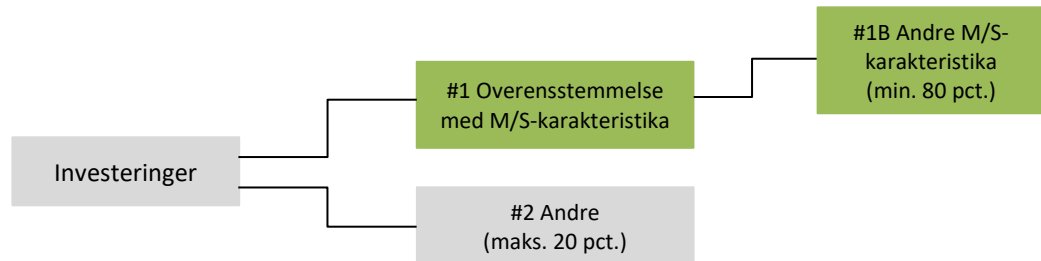 #1B Andre M/S-
karakteristika
(min. 80 pct.)
#1 Overensstemmelse
med M/S-karakteristika
Investeringer
#2 Andre
(maks. 20 pct.)